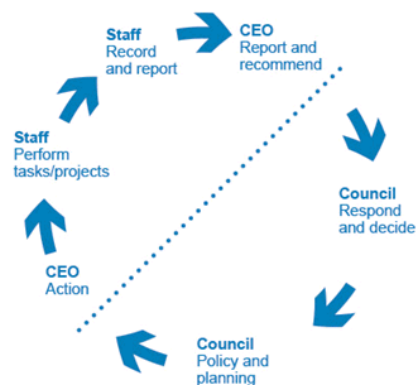 Staff
Record
and report
CEO
Report and
recommend
Staff
Perform
tasks/projects
Council
Respond
and decide
CEO
Action
Council
Policy and
planning